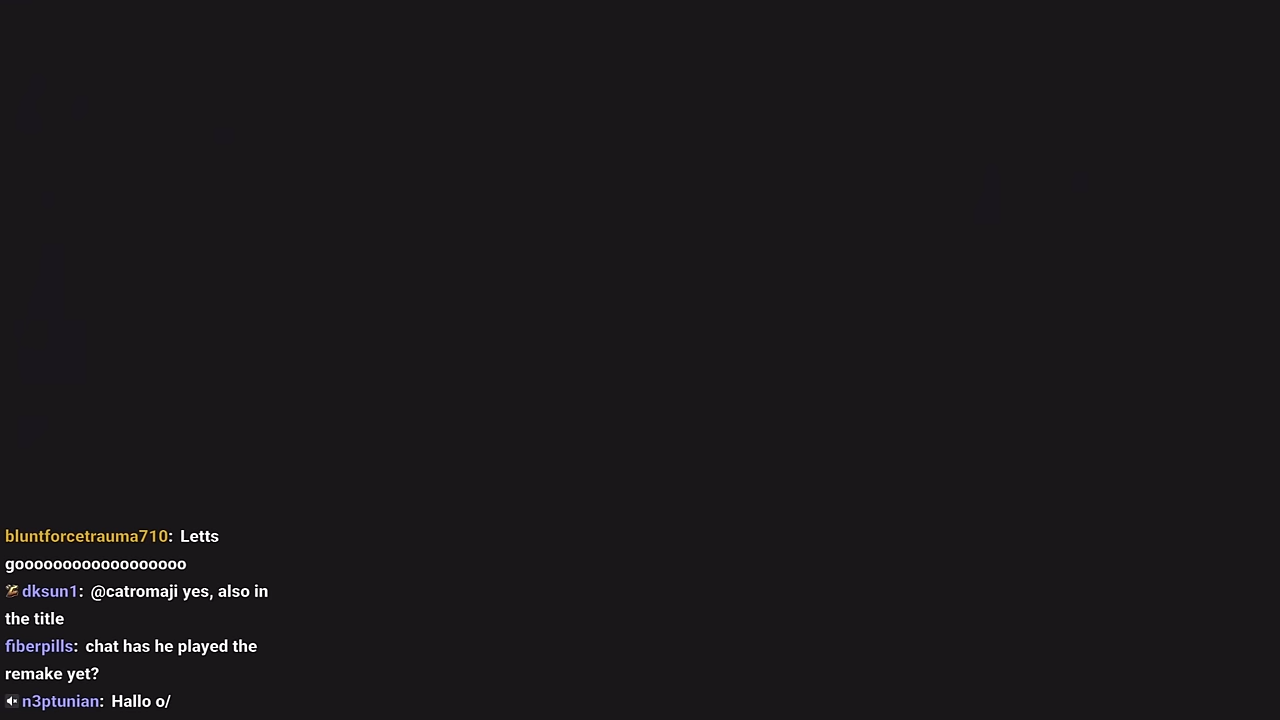 bluntforcetrauma710: Letts
goooooooooooooooooo
dksun1: @catromaji yes, also in
the title
fiberpills: chat has he played the
remake yet?
n3ptunian: Hallo o/